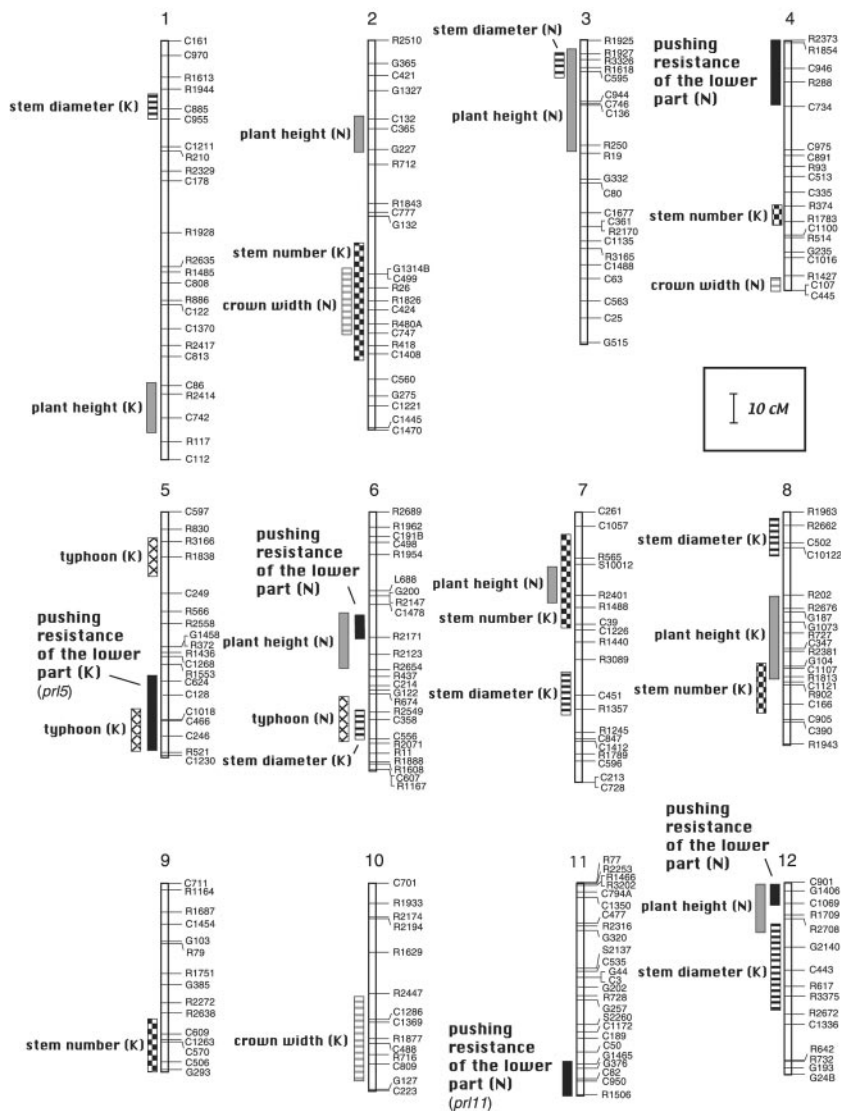 1
C161
C970
R1613
R1944
stem diameter (K)
C885
C955
C1211
R210
R2329
C178
R1928
R2635
R1485
C808
R886
C122
C1370
R2417
C813
C86
R2414
plant height (K)
C742
R117
C112
2
R2510
G365
C421
G1327
C132
plant height (N)
C365
G227
R712
R1843
C777
G132
stem number (K)
G1314B
C499
R26
crown width (N)
R1826
C424
R480A
C747
R418
C1408
C560
G275
C1221
C1445
C1470
3
stem diameter (N)
R1925
R1927
R3326
R1618
C595
C944
C746
plant height (N)
C136
R250
R19
G332
C80
C1677
C361
R2170
C1135
R3165
C1488
C63
C563
C25
G515
4
pushing
resistance
of the lower
part (N)
R2373
R1854
C946
R288
C734
C975
C891
R93
C513
C335
R374
stem number (K)
R1783
C1100
R514
G235
C1016
R1427
crown width (N)
C107
C445
10 cM
5
C597
R830
R3166
typhoon (K)
R1838
C249
R566
R2558
G1458
R372
R1436
C1268
R1553
C624
pushing
resistance
of the lower
part (K)
(prl5)
C128
C1018
C466
typhoon (K)
C246
R521
C1230
6
R2689
R1962
C191B
C498
R1954
pushing
resistance
of the lower
part (N)
L688
G200
R2147
C1478
plant height (N)
R2171
R2123
R2654
R437
C214
G122
R674
R2549
typhoon (N)
C358
C556
R2071
stem diameter (K)
R11
R1888
R1608
C607
R1167
7
C261
C1057
R565
S10012
plant height (N)
R2401
R1488
stem number (K)
C39
C1226
R1440
R3089
stem diameter (K)
C451
R1357
R1245
C847
C1412
R1789
C596
C213
C728
8
R1963
R2662
stem diameter (K)
C502
C10122
R202
R2676
G187
G1073
R727
plant height (K)
C347
R2381
G104
C1107
R1813
C1121
stem number (K)
R902
C166
C905
C390
R1943
9
C711
R1164
R1687
C1454
G103
R79
R1751
G385
R2272
R2638
C609
stem number (K)
C1263
C570
C506
G293
10
C701
R1933
R2174
R2194
R1629
R2447
C1286
C1369
crown width (K)
R1877
C488
R716
C809
G127
C223
11
R77
R2253
R1466
R3202
C794A
C1350
C477
R2316
G320
S2137
C535
G44
C3
G202
R728
G257
S2260
C1172
C189
C50
G1465
G376
pushing
resistance
of the lower
part (N)
(prl11)
C82
C950
R1506
12
pushing
resistance
of the lower
part (N)
C901
G1406
plant height (N)
C1069
R1709
R2708
G2140
stem diameter (K)
C443
R617
R3375
R2672
C1336
R642
R732
G193
G24B